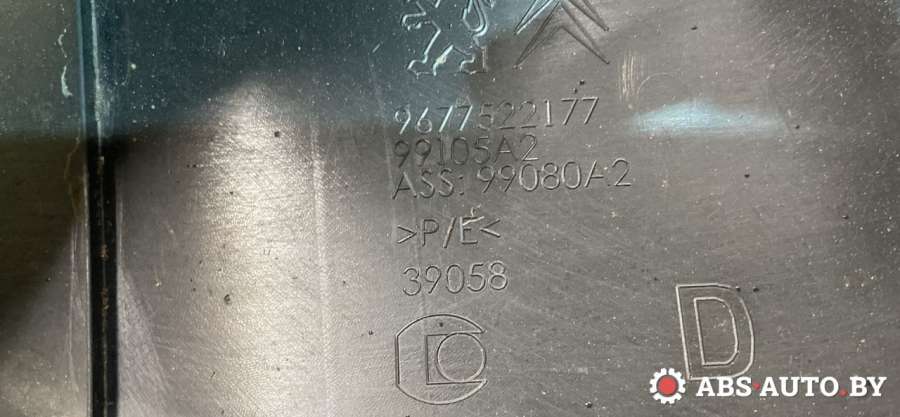 9677522177
99105A2
ASS: 99080A2
>P/E<
39058
D
ABS-AUTO.BY